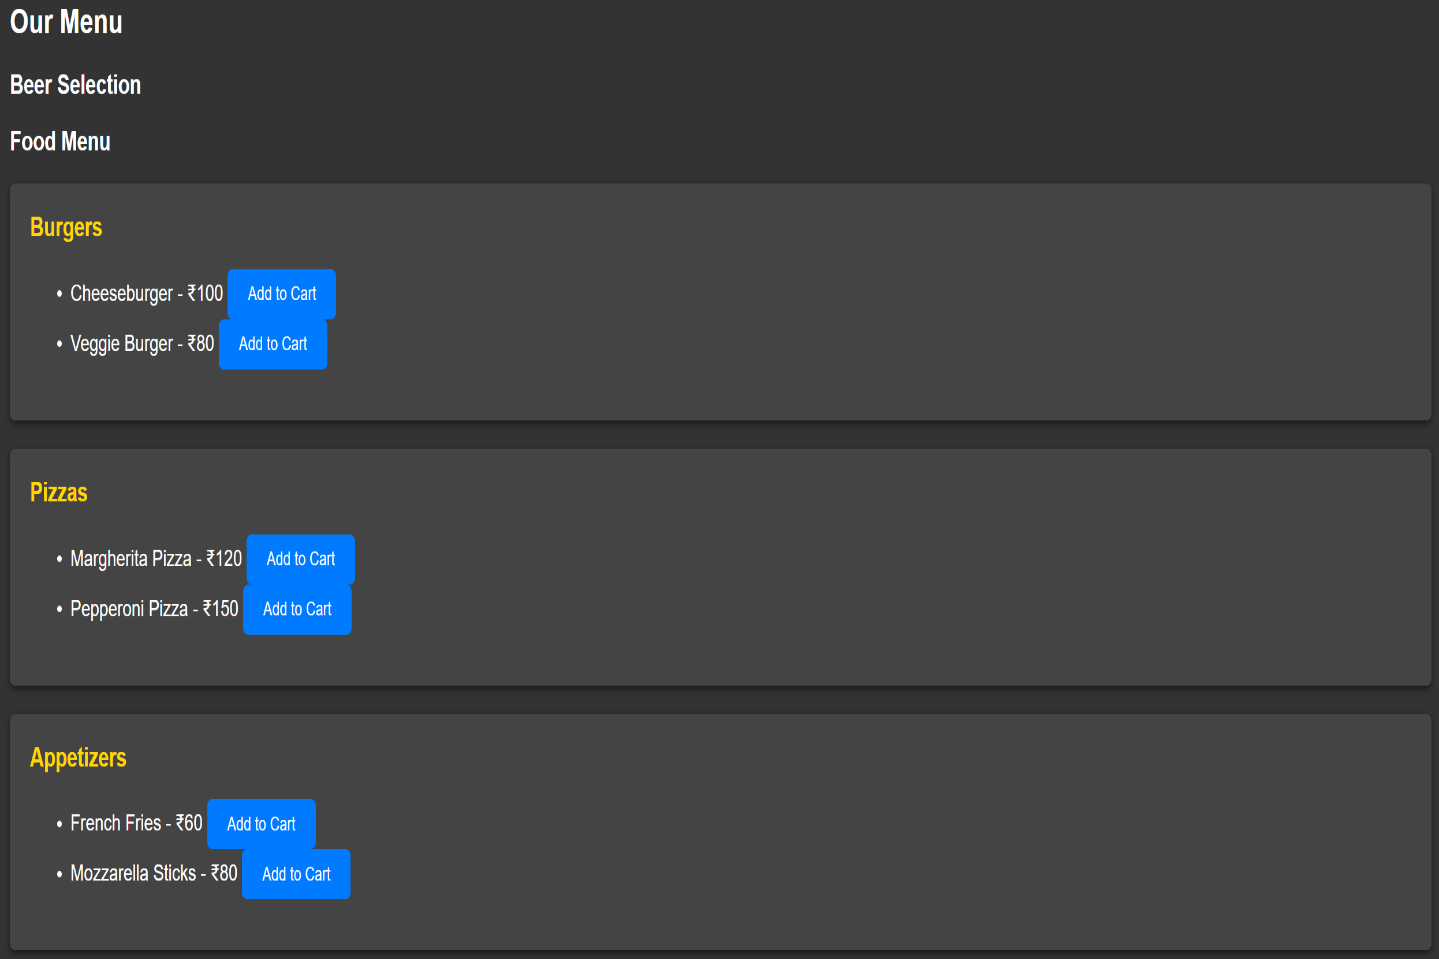 Our Menu
Beer Selection
Food Menu
Burgers
• Cheeseburger - ₹100 Add to Cart
• Veggie Burger - ₹80 Add to Cart
Pizzas
• Margherita Pizza - ₹120 Add to Cart
• Pepperoni Pizza - ₹150 Add to Cart
Appetizers
• French Fries - ₹60 Add to Cart
• Mozzarella Sticks - ₹80 Add to Cart